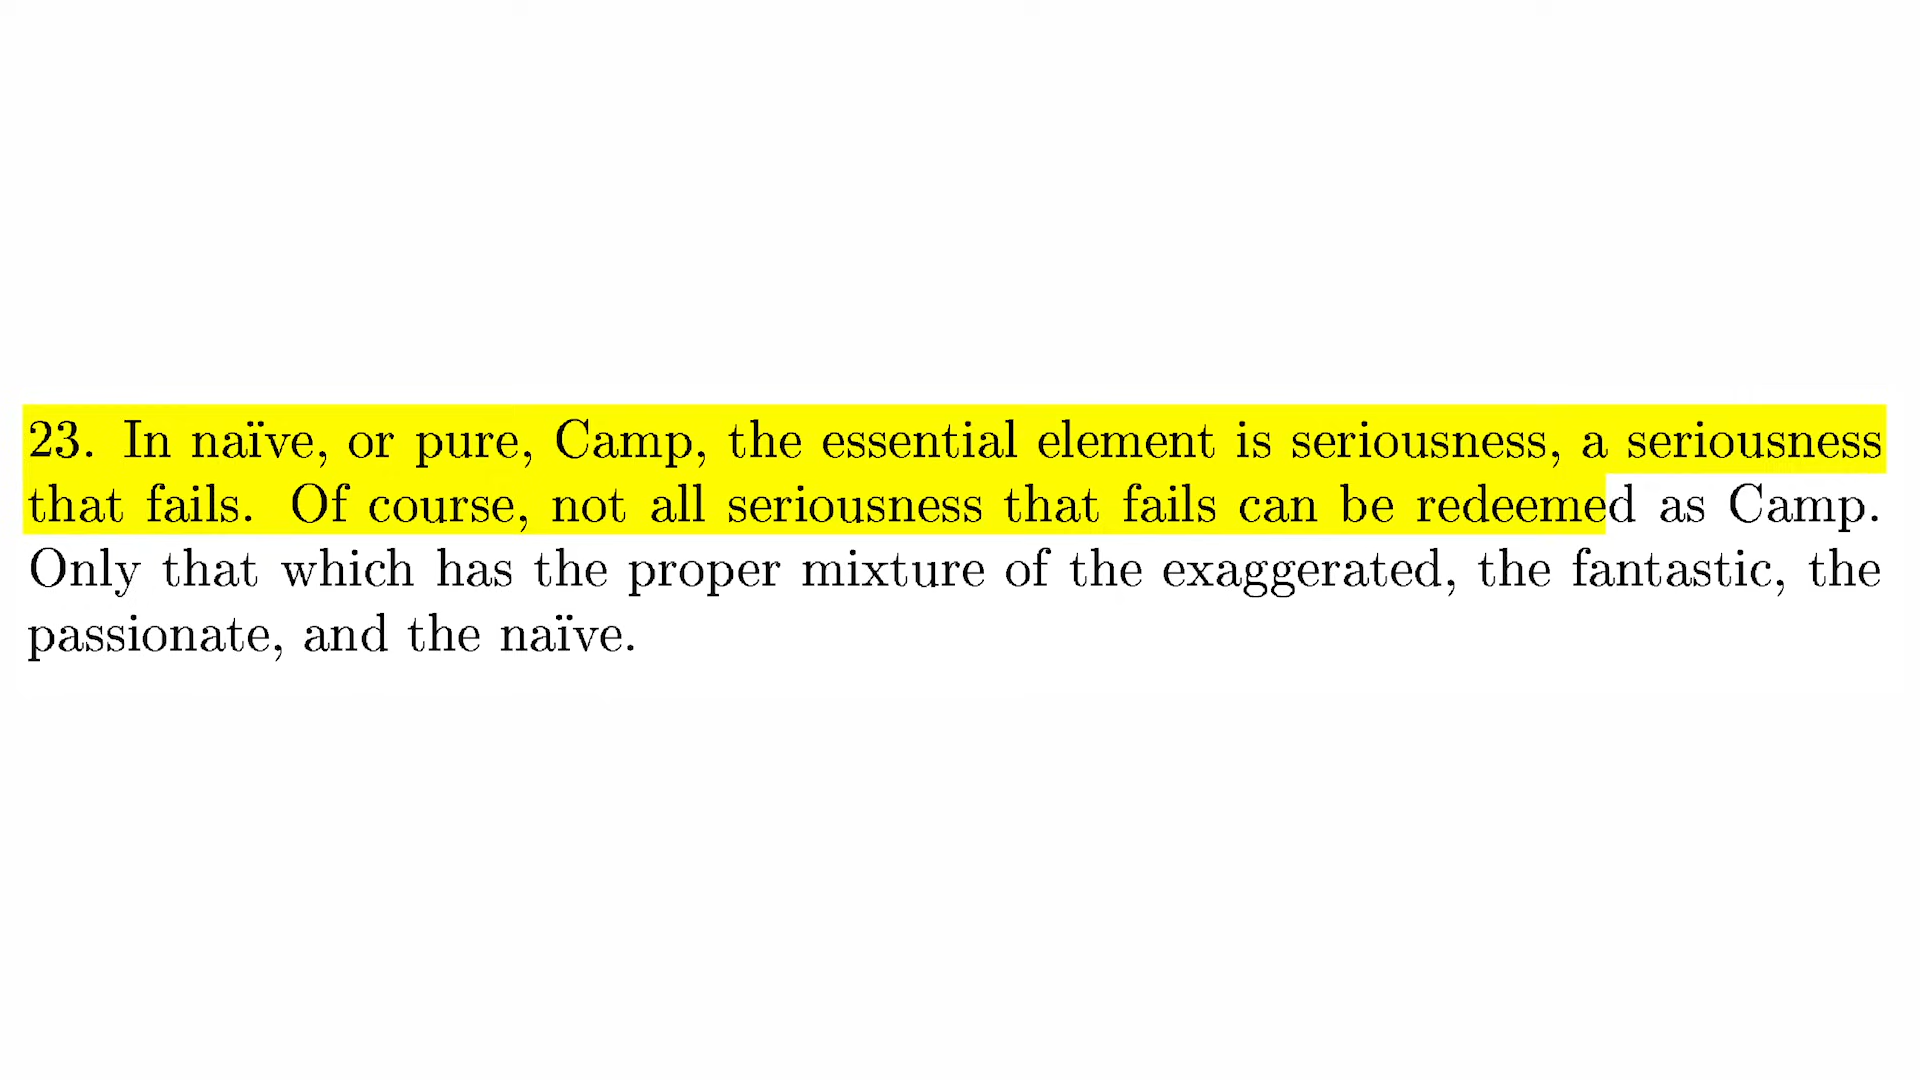 23. In naïve, or pure, Camp, the essential element is seriousness, a seriousness
that fails. Of course, not all seriousness that fails can be redeemed as Camp.
Only that which has the proper mixture of the exaggerated, the fantastic, the
passionate, and the naïve.